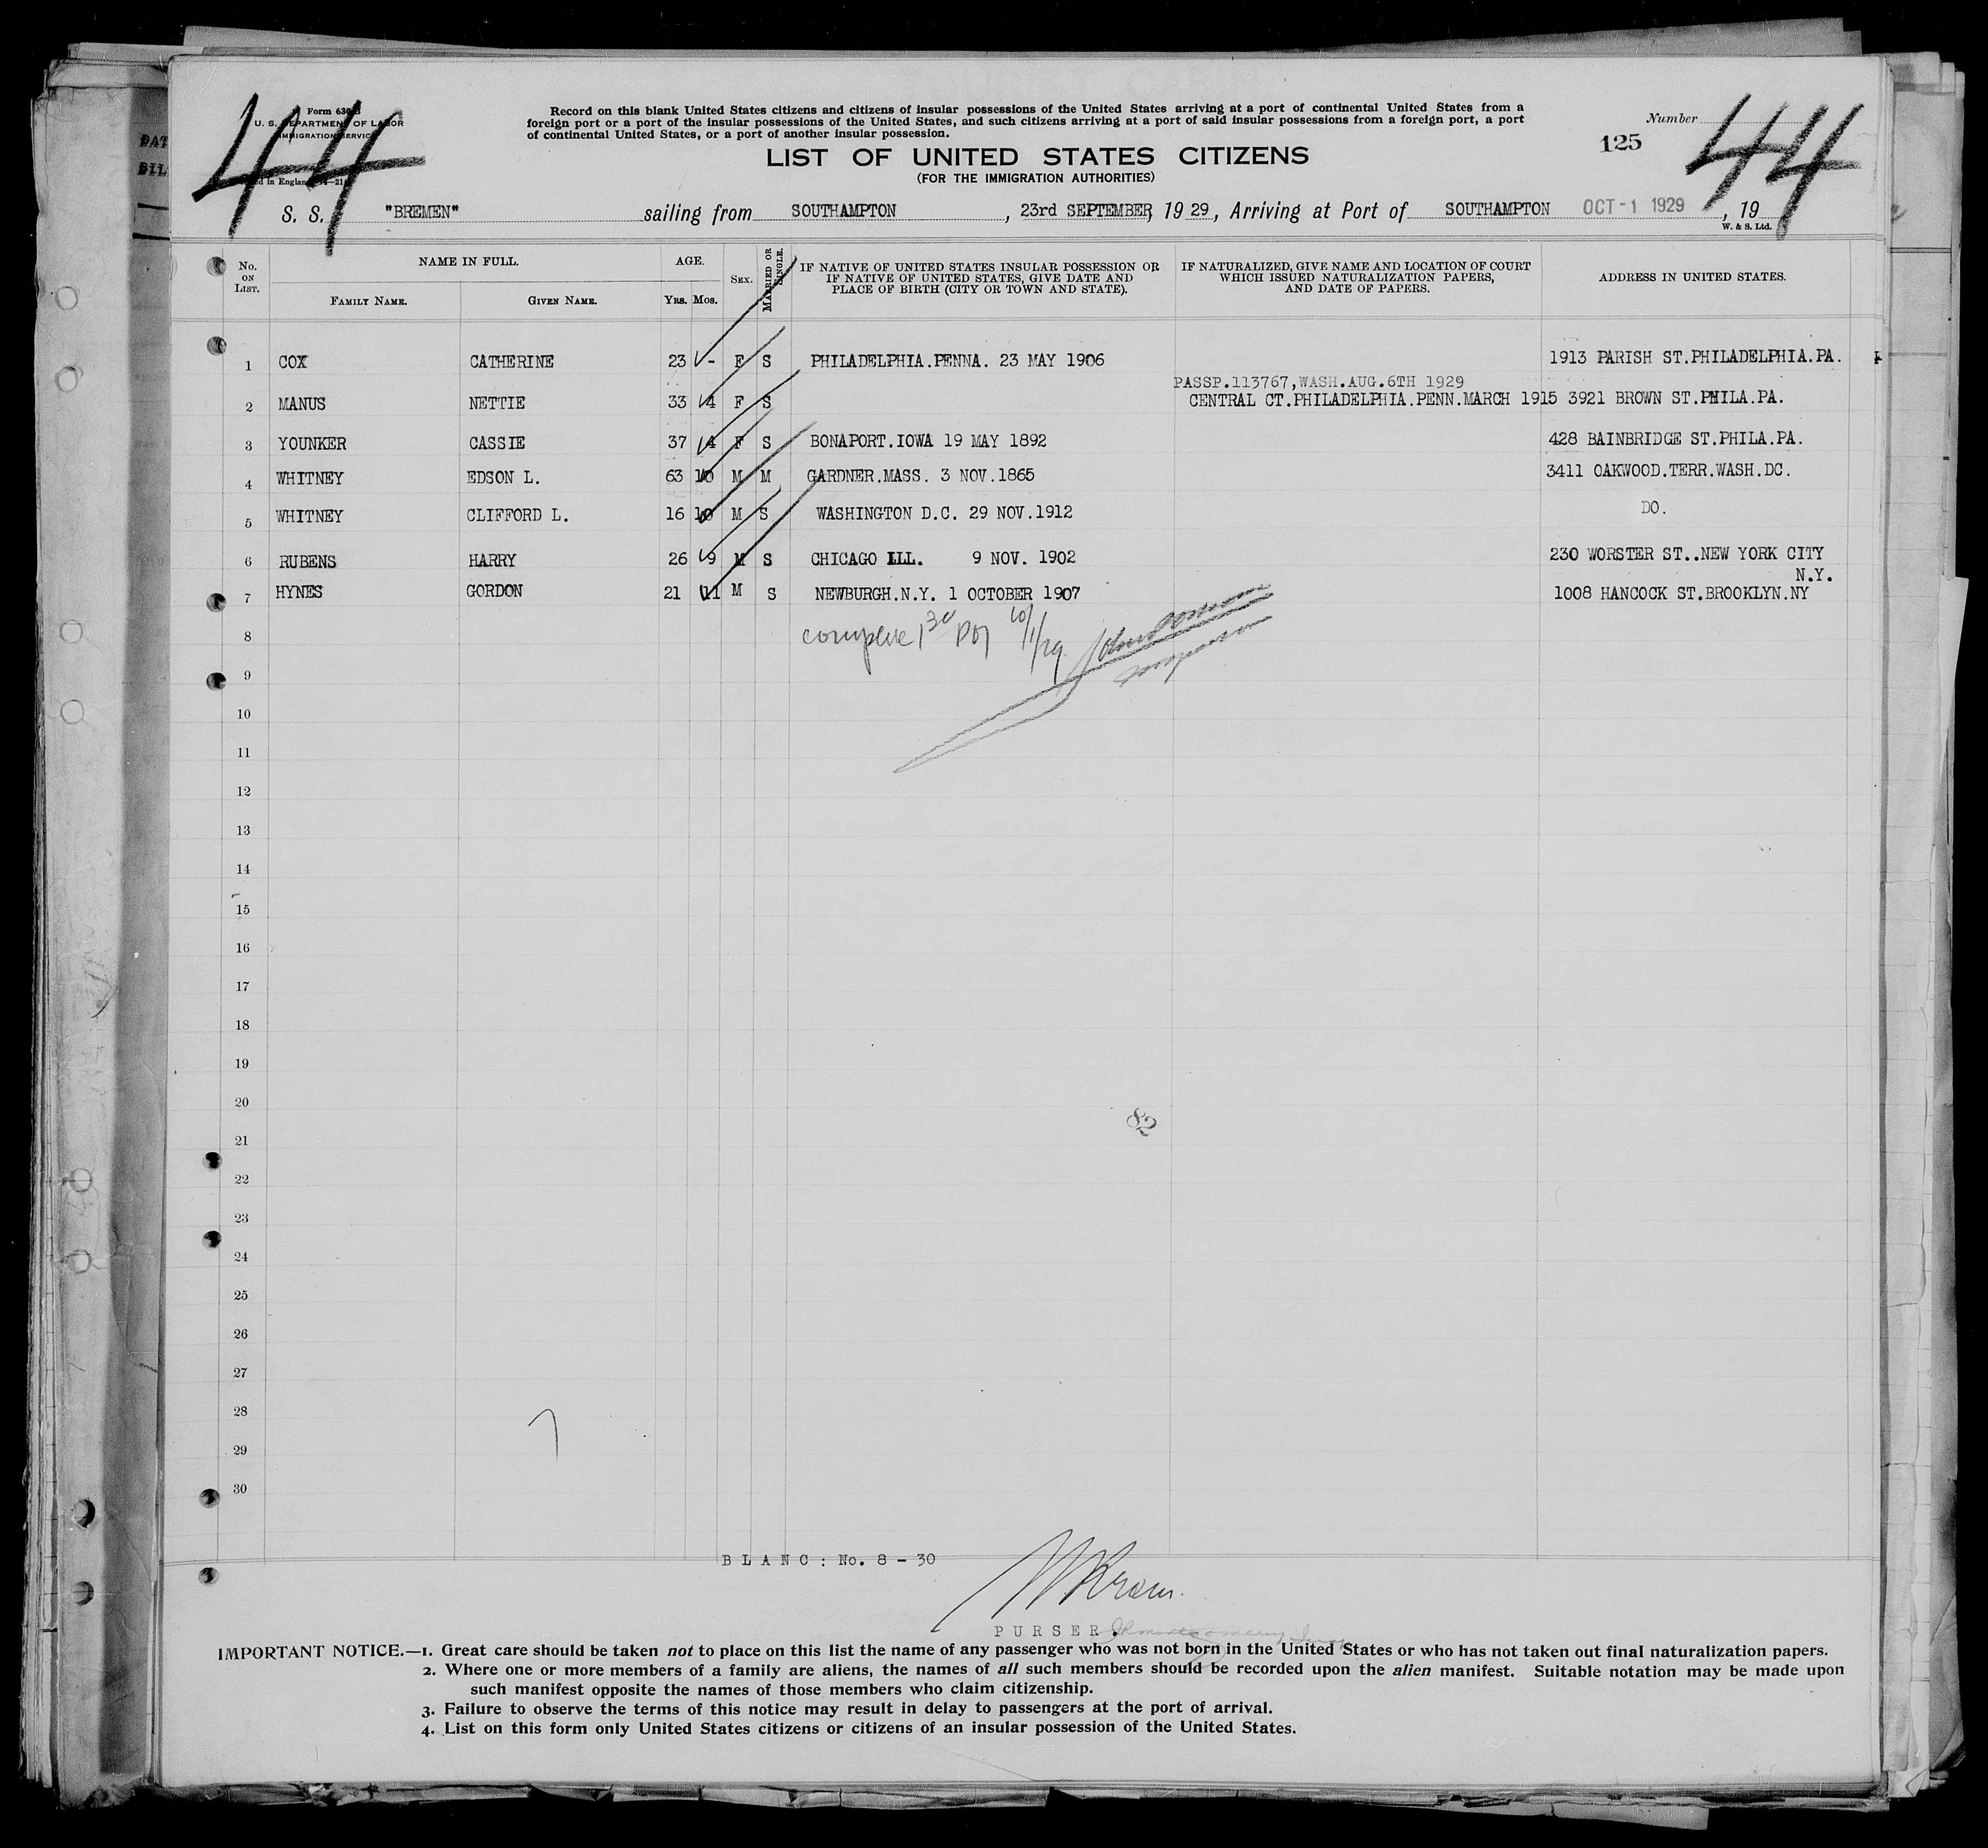 44
Form 630
U. S. DEPARTMENT OF LABOR
IMMIGRATION SERVICE
Record on this blank United States citizens and citizens of insular possessions of the United States arriving at a port of continental United States from a
foreign port or a port of the insular possessions of the United States, and such citizens arriving at a port of said insular possessions from a foreign port, a port
of continental United States, or a port of another insular possession.
Number
125
44
LIST OF UNITED STATES CITIZENS
(FOR THE IMMIGRATION AUTHORITIES)
S. S. "BREMEN" sailing from SOUTHAMPTON, 23rd SEPTEMBER, 19 29, Arriving at Port of SOUTHAMPTON OCT -1 1929, 19
W. & S. Ltd.
No. ON LIST. NAME IN FULL. FAMILY NAME. GIVEN NAME. AGE. YRS. MOS. SEX. MARRIED OR SINGLE. IF NATIVE OF UNITED STATES INSULAR POSSESSION OR IF NATIVE OF UNITED STATES, GIVE DATE AND PLACE OF BIRTH (CITY OR TOWN AND STATE). IF NATURALIZED, GIVE NAME AND LOCATION OF COURT WHICH ISSUED NATURALIZATION PAPERS, AND DATE OF PAPERS. ADDRESS IN UNITED STATES.
1 COX CATHERINE 23 - F S PHILADELPHIA.PENNA. 23 MAY 1906 1913 PARISH ST.PHILADELPHIA.PA.
PASSP.113767,WASH.AUG.6TH 1929
2 MANUS NETTIE 33 4 F S CENTRAL CT.PHILADELPHIA.PENN.MARCH 1915 3921 BROWN ST.PHILA.PA.
3 YOUNKER CASSIE 37 4 F S BONAPORT.IOWA 19 MAY 1892 428 BAINBRIDGE ST.PHILA.PA.
4 WHITNEY EDSON L. 63 10 M M GARDNER.MASS. 3 NOV.1865 3411 OAKWOOD.TERR.WASH.DC.
5 WHITNEY CLIFFORD L. 16 10 M S WASHINGTON D.C. 29 NOV.1912 DO.
6 RUBENS HARRY 26 9 M S CHICAGO ILL. 9 NOV. 1902 230 WORSTER ST..NEW YORK CITY
N.Y.
7 HYNES GORDON 21 11 M S NEWBURGH.N.Y. 1 OCTOBER 1907 1008 HANCOCK ST.BROOKLYN.NY
8
9
10
11
12
13
14
15
16
17
18
19
20
82
21
22
23
24
25
26
27
28
29
30
BLANC: No. 8 - 30
PURSER.
IMPORTANT NOTICE.—1. Great care should be taken not to place on this list the name of any passenger who was not born in the United States or who has not taken out final naturalization papers.
2. Where one or more members of a family are aliens, the names of all such members should be recorded upon the alien manifest. Suitable notation may be made upon
such manifest opposite the names of those members who claim citizenship.
3. Failure to observe the terms of this notice may result in delay to passengers at the port of arrival.
4. List on this form only United States citizens or citizens of an insular possession of the United States.